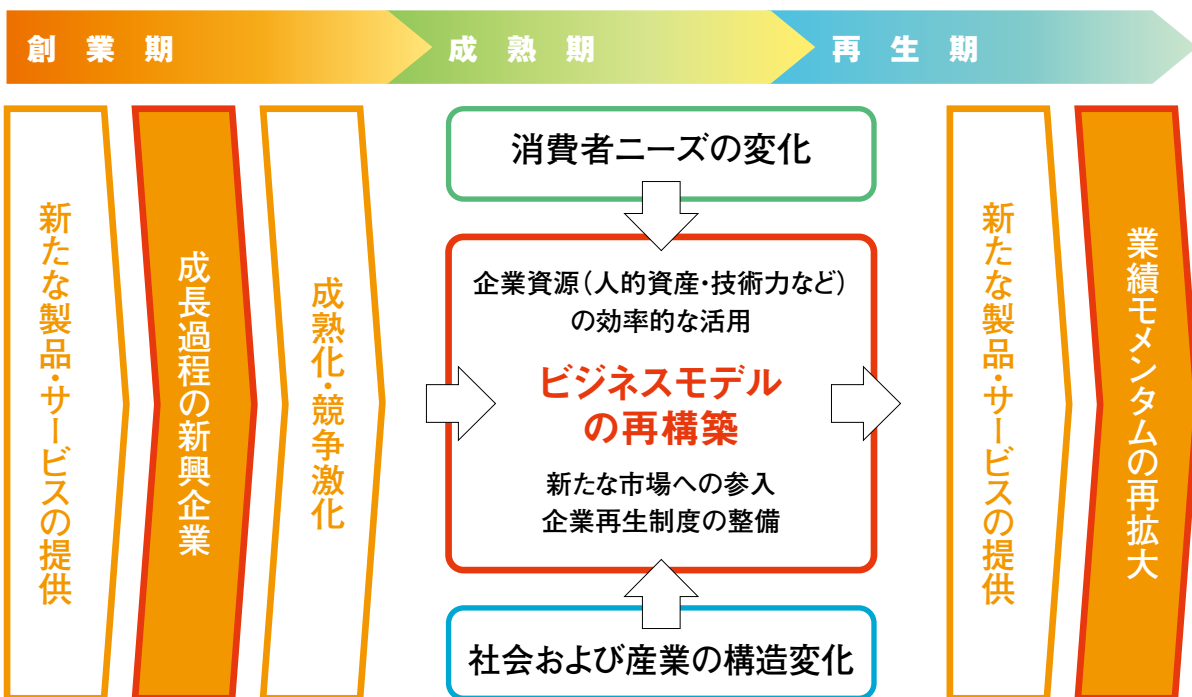 創業期
成熟期
再生期
新たな製品・サービスの提供
成長過程の新興企業
成熟化・競争激化
消費者ニーズの変化
企業資源（人的資産・技術力など）
の効率的な活用
ビジネスモデル
の再構築
新たな市場への参入
企業再生制度の整備
社会および産業の構造変化
新たな製品・サービスの提供
業績モメンタムの再拡大